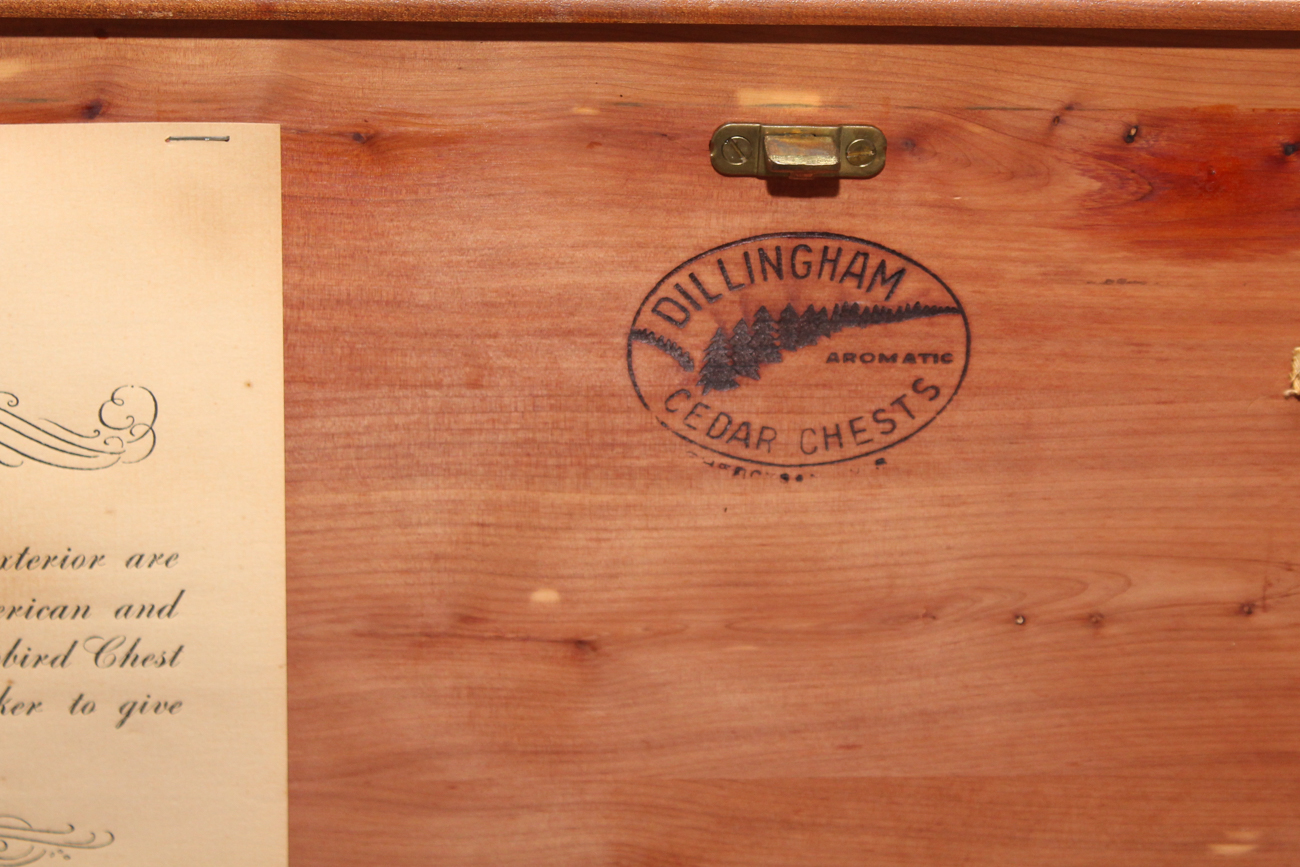 xterior are
erican and
bird Chest
ker to give
DILLINGHAM
AROMATIC
CEDAR CHESTS